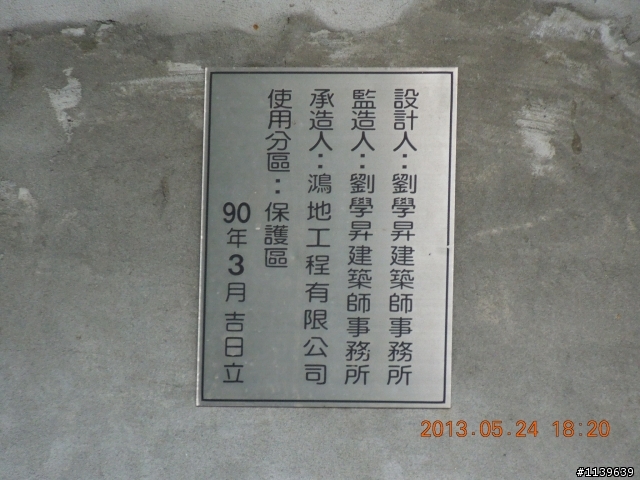 設計人：劉學昇建築師事務所
監造人：劉學昇建築師事務所
承造人：鴻地工程有限公司
使用分區：保護區
90年3月吉日立
2013.05.24 18:20
#1139639